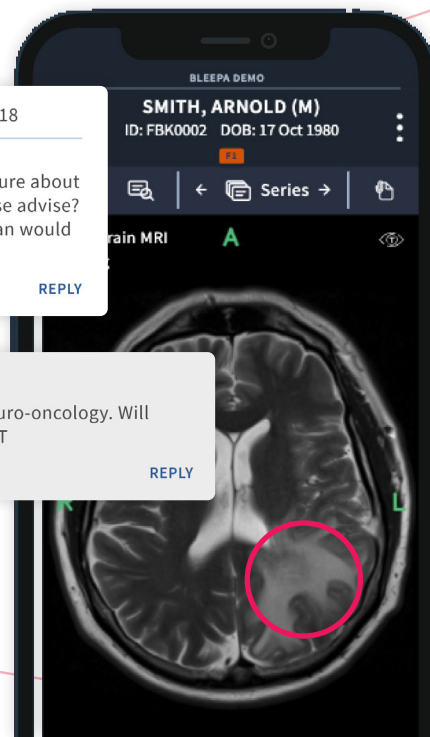 BLEEPA DEMO
SMITH, ARNOLD (M)
ID: FBK0002 DOB: 17 Oct 1980
F1
← Series →
18
ure about
se advise?
an would
REPLY
rain MRI
A
uro-oncology. Will
T
REPLY
R
L